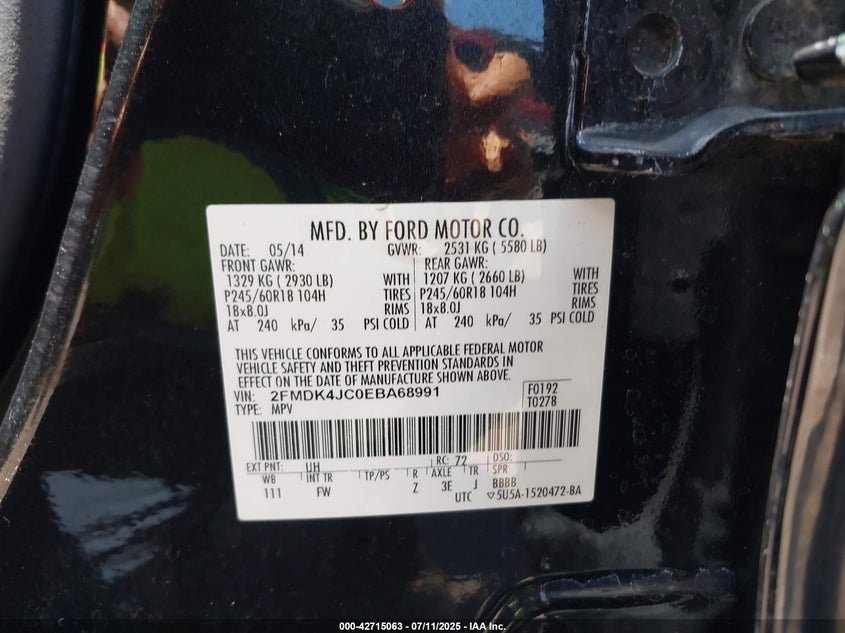 MFD. BY FORD MOTOR CO.
DATE: 05/14 GVWR: 2531 KG ( 5580 LB)
FRONT GAWR: REAR GAWR:
1329 KG ( 2930 LB) WITH 1207 KG ( 2660 LB) WITH
P245/60R18 104H TIRES P245/60R18 104H TIRES
18x8.0J RIMS 18x8.0J RIMS
AT 240 kPa/ 35 PSI COLD AT 240 kPa/ 35 PSI COLD
THIS VEHICLE CONFORMS TO ALL APPLICABLE FEDERAL MOTOR
VEHICLE SAFETY AND THEFT PREVENTION STANDARDS IN
EFFECT ON THE DATE OF MANUFACTURE SHOWN ABOVE.
VIN: 2FMDK4JC0EBA68991 F0192
TYPE: MPV T0278
EXT PNT: UH RC: 72 DSO:
WB INT TR TP/PS R AXLE TR SPR
111 FW Z 3E J BBBB
UTC ▽5U5A-1520472-BA
000-42715063 - 07/11/2025 - IAA Inc.